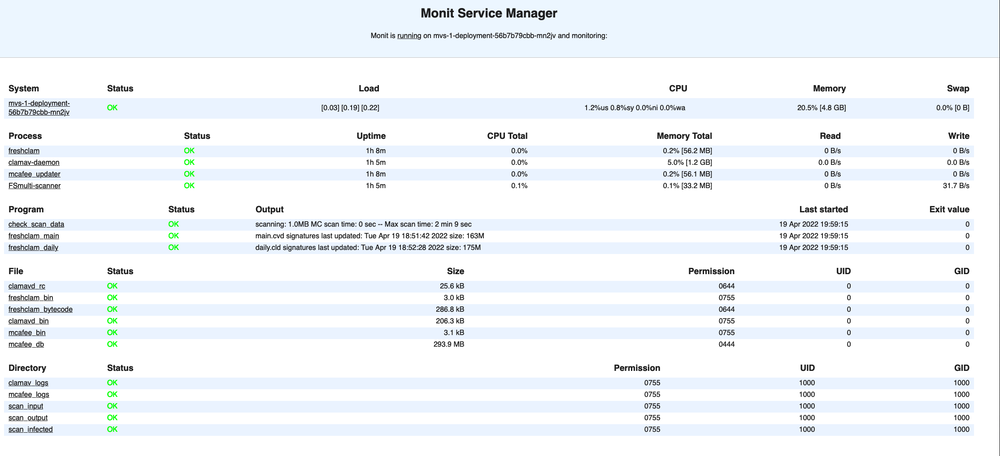 Monit Service Manager
Monit is running on mvs-1-deployment-56b7b79cbb-mn2jv and monitoring:
System Status Load CPU Memory Swap
mvs-1-deployment-
56b7b79cbb-mn2jv OK [0.03] [0.19] [0.22] 1.2%us 0.8%sy 0.0%ni 0.0%wa 20.5% [4.8 GB] 0.0% [0 B]
Process Status Uptime CPU Total Memory Total Read Write
freshclam OK 1h 8m 0.0% 0.2% [56.2 MB] 0 B/s 0 B/s
clamav-daemon OK 1h 5m 0.0% 5.0% [1.2 GB] 0.0 B/s 0.0 B/s
mcafee_updater OK 1h 8m 0.0% 0.2% [56.1 MB] 0 B/s 0 B/s
FSmulti-scanner OK 1h 5m 0.1% 0.1% [33.2 MB] 0 B/s 31.7 B/s
Program Status Output Last started Exit value
check_scan_data OK scanning: 1.0MB MC scan time: 0 sec -- Max scan time: 2 min 9 sec 19 Apr 2022 19:59:15 0
freshclam_main OK main.cvd signatures last updated: Tue Apr 19 18:51:42 2022 size: 163M 19 Apr 2022 19:59:15 0
freshclam_daily OK daily.cld signatures last updated: Tue Apr 19 18:52:28 2022 size: 175M 19 Apr 2022 19:59:15 0
File Status Size Permission UID GID
clamavd_rc OK 25.6 kB 0644 0 0
freshclam_bin OK 3.0 kB 0755 0 0
freshclam_bytecode OK 286.8 kB 0644 0 0
clamavd_bin OK 206.3 kB 0755 0 0
mcafee_bin OK 3.1 kB 0755 0 0
mcafee_db OK 293.9 MB 0444 0 0
Directory Status Permission UID GID
clamav_logs OK 0755 1000 1000
mcafee_logs OK 0755 1000 1000
scan_input OK 0755 1000 1000
scan_output OK 0755 1000 1000
scan_infected OK 0755 1000 1000